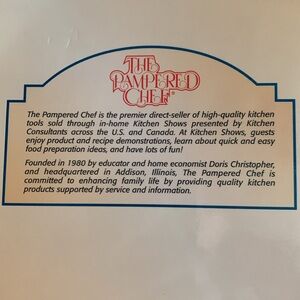 THE
PAMPERED
CHEF®
The Pampered Chef is the premier direct-seller of high-quality kitchen
tools sold through in-home Kitchen Shows presented by Kitchen
Consultants across the U.S. and Canada. At Kitchen Shows, guests
enjoy product and recipe demonstrations, learn about quick and easy
food preparation ideas, and have lots of fun!
Founded in 1980 by educator and home economist Doris Christopher,
and headquartered in Addison, Illinois, The Pampered Chef is
committed to enhancing family life by providing quality kitchen
products supported by service and information.